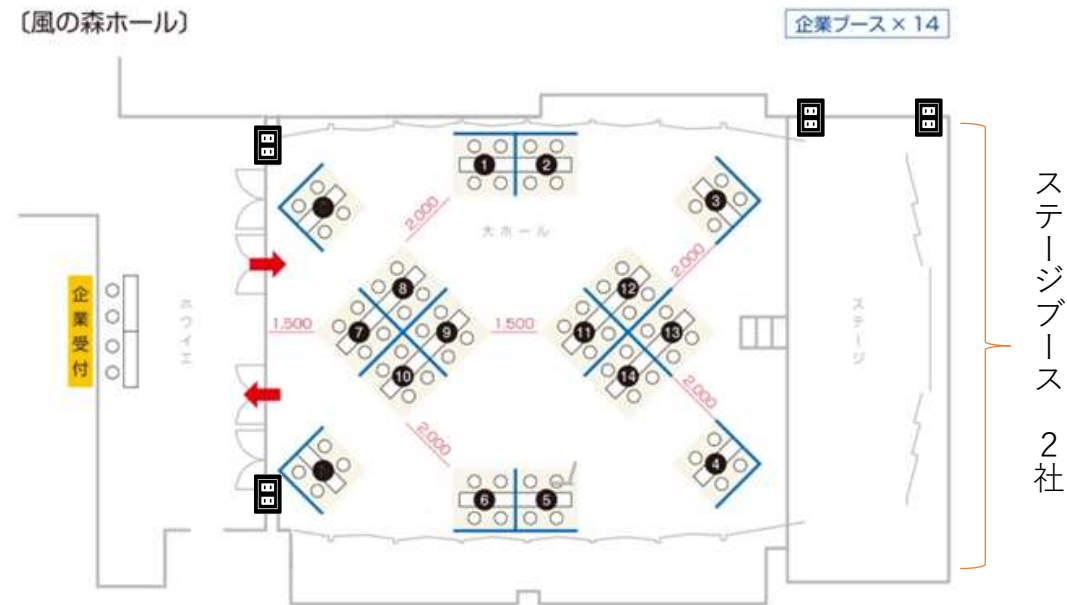 〔風の森ホール〕
企業ブース×14
1
2
3
2,000
大ホール
2,000
8
12
企業受付
ホワイエ
1,500
7
9
1,500
11
13
ステージ
10
14
2,000
2,000
4
6
5
ステージブース 2社